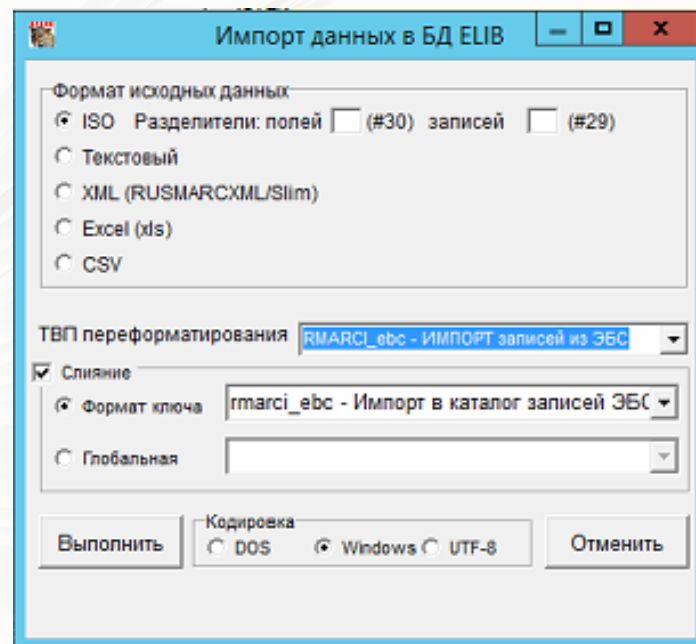 Импорт данных в БД ELIB
Формат исходных данных
ISO Разделители: полей (#30) записей (#29)
Текстовый
XML (RUSMARCXML/Slim)
Excel (xls)
CSV
ТВП переформатирования RMARCI_ebc - ИМПОРТ записей из ЭБС
Слияние
Формат ключа rmarci_ebc - Импорт в каталог записей ЭБС
Глобальная
Выполнить
Кодировка
DOS Windows UTF-8
Отменить